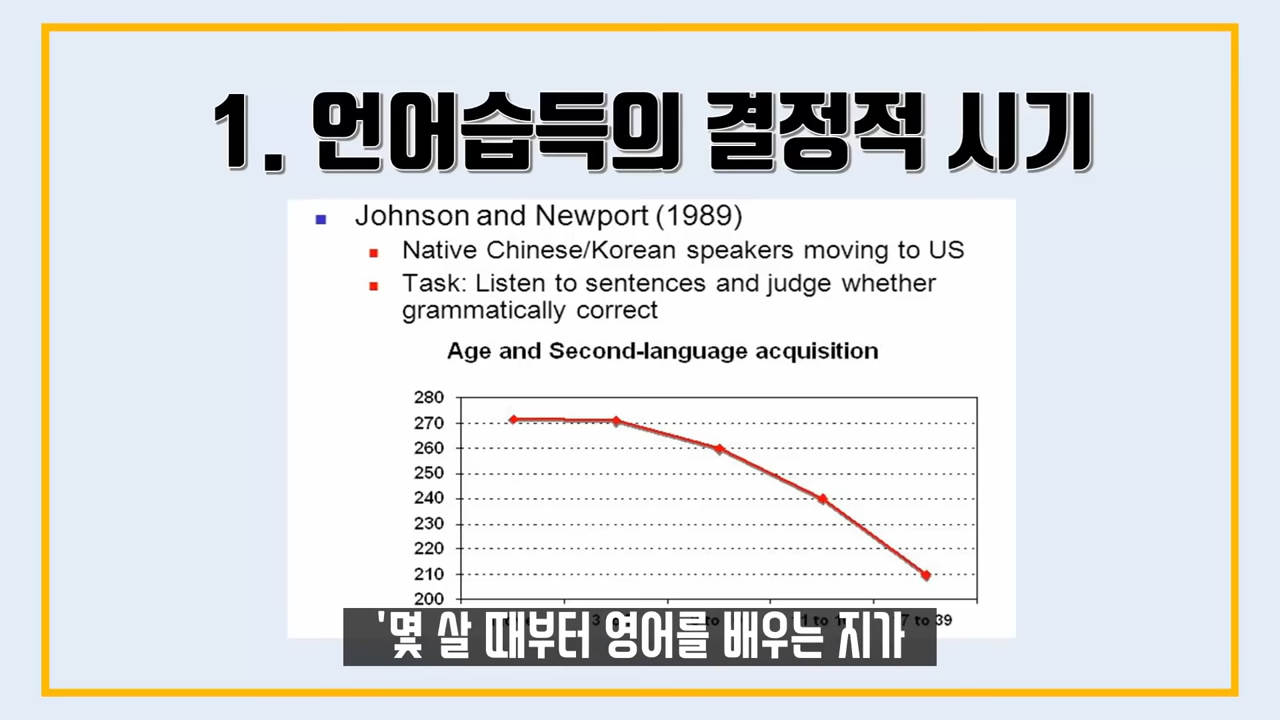 1. 언어습득의 결정적 시기
Johnson and Newport (1989)
Native Chinese/Korean speakers moving to US
Task: Listen to sentences and judge whether
grammatically correct
Age and Second-language acquisition
280
270
260
250
240
230
220
210
200
to 39
'몇 살 때부터 영어를 배우는 지가